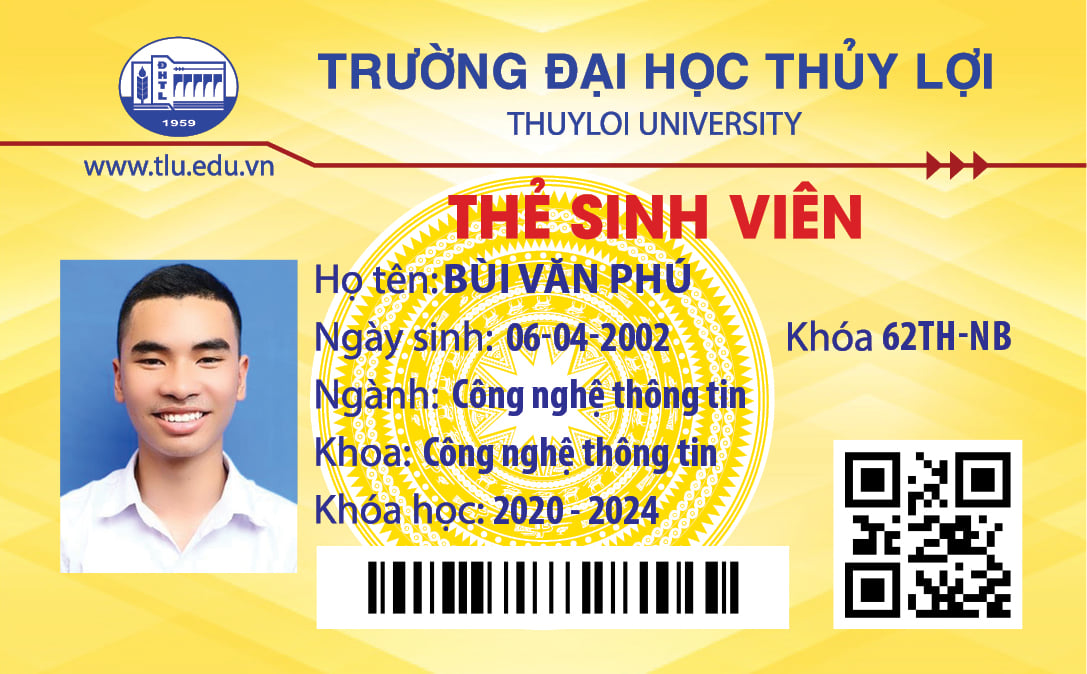 TRƯỜNG ĐẠI HỌC THỦY LỢI
THUYLOI UNIVERSITY
ĐHTL
1959
www.tlu.edu.vn
THẺ SINH VIÊN
Họ tên: BÙI VĂN PHÚ
Ngày sinh: 06-04-2002 Khóa 62TH-NB
Ngành: Công nghệ thông tin
Khoa: Công nghệ thông tin
Khóa học: 2020 - 2024